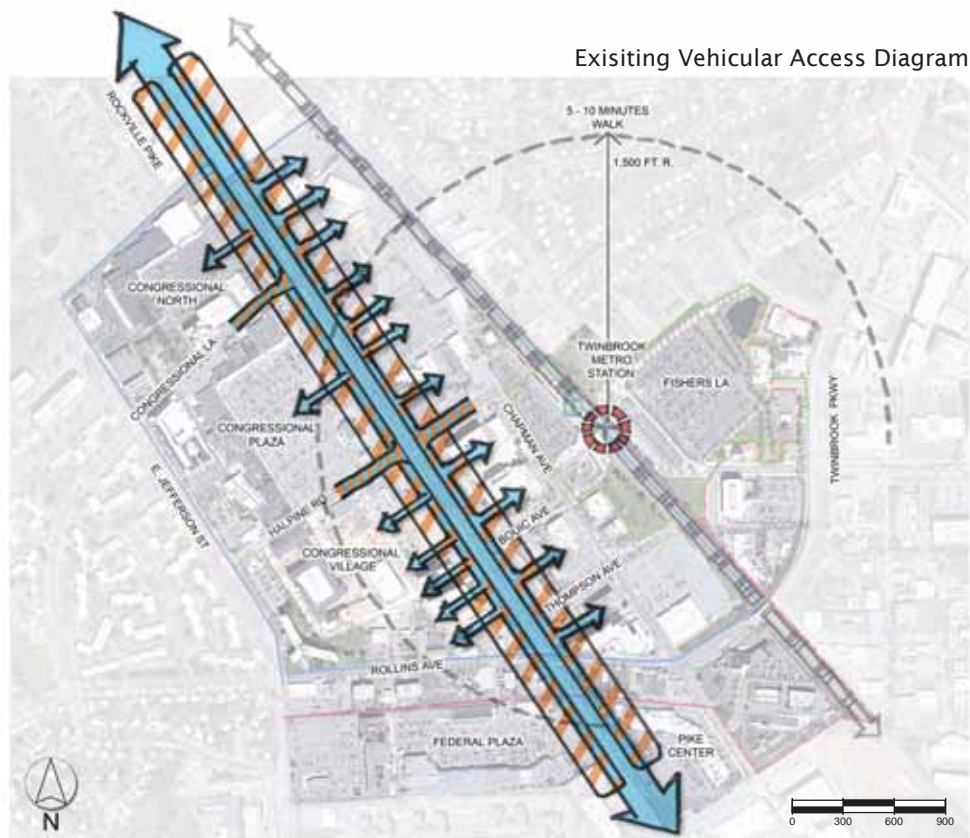 Exisiting Vehicular Access Diagram
5 - 10 MINUTES
WALK
1,500 FT. R.
ROCKVILLE PIKE
CONGRESSIONAL
NORTH
CONGRESSIONAL LA
TWINBROOK
METRO
STATION
FISHERS LA
TWINBROOK PKWY
CHAPMAN AVE
CONGRESSIONAL
PLAZA
E. JEFFERSON ST
HALPINE RD
BOUIC AVE
CONGRESSIONAL
VILLAGE
THOMPSON AVE
ROLLINS AVE
FEDERAL PLAZA
PIKE
CENTER
N
0 300 600 900